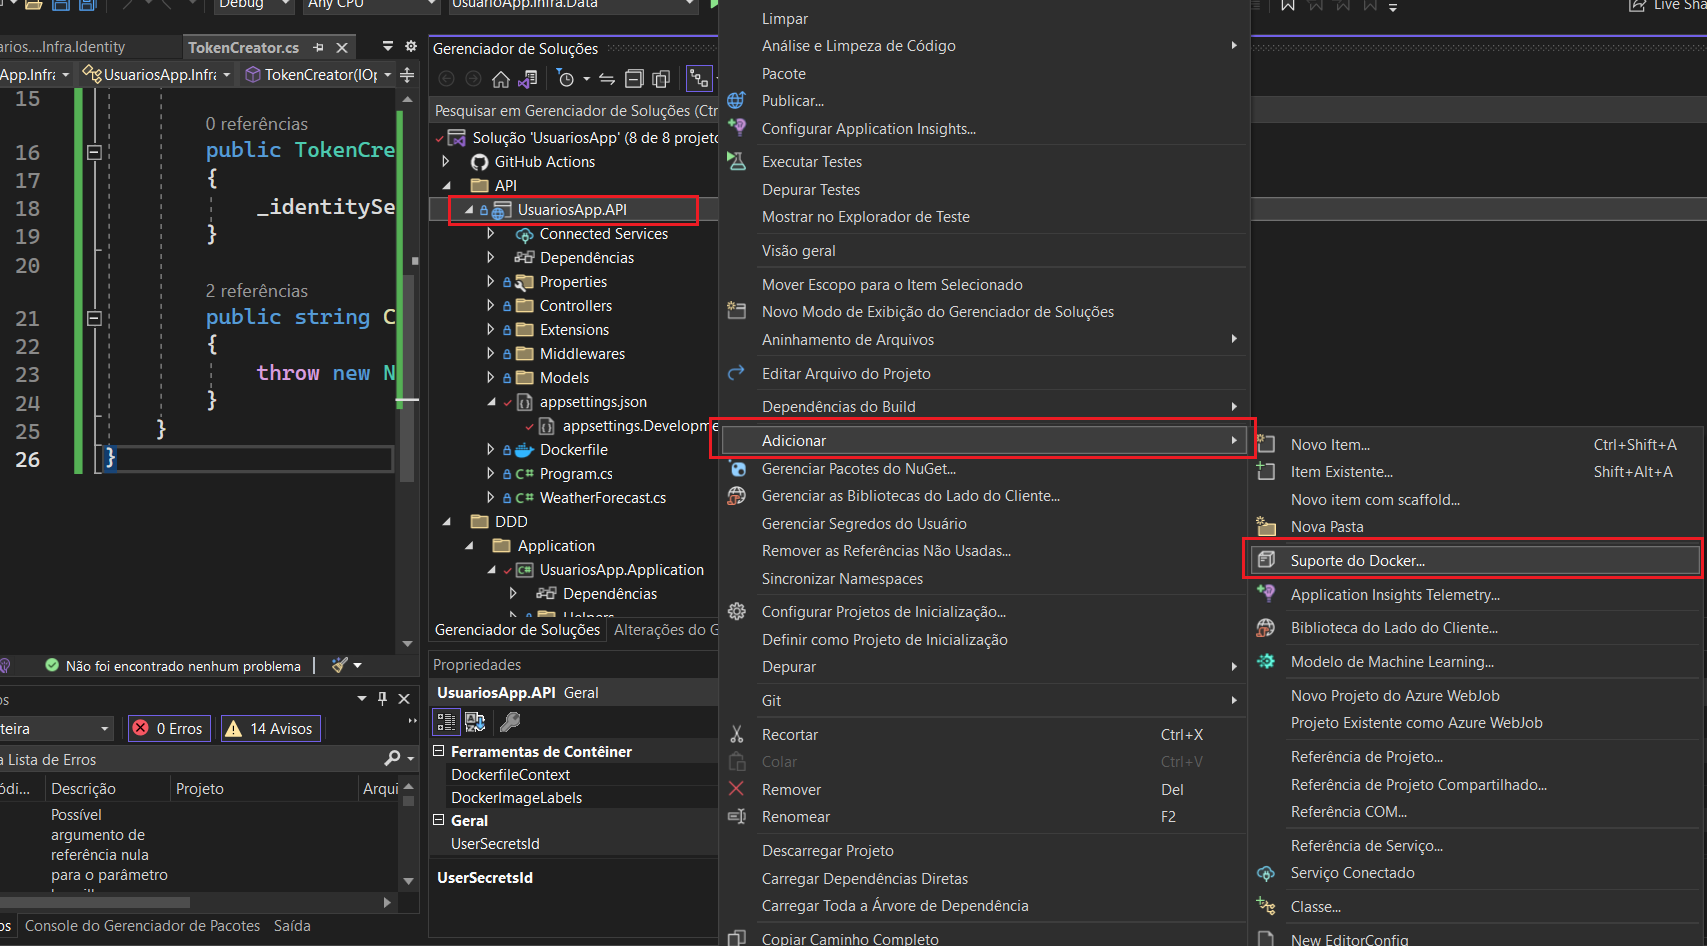 Debug
Any CPU
UsuarioApp.Infra.Data
Live Sha
arios....Infra.Identity
TokenCreator.cs
App.Infra
UsuariosApp.Infra
TokenCreator(IOp
15
0 referências
16
public TokenCre
17
{
18
_identitySe
19
}
20
2 referências
21
public string C
22
{
23
throw new N
24
}
25
}
26
}
Não foi encontrado nenhum problema
os
teira
0 Erros
14 Avisos
a Lista de Erros
ódi...
Descrição
Projeto
Arqui
Possível
argumento de
referência nula
para o parâmetro
os
Console do Gerenciador de Pacotes
Saída
Gerenciador de Soluções
Pesquisar em Gerenciador de Soluções (Ctr
Solução 'UsuariosApp' (8 de 8 projeto
GitHub Actions
API
UsuariosApp.API
Connected Services
Dependências
Properties
Controllers
Extensions
Middlewares
Models
appsettings.json
appsettings.Developme
Dockerfile
Program.cs
WeatherForecast.cs
DDD
Application
UsuariosApp.Application
Dependências
Helpers
Gerenciador de Soluções
Alterações do G
Propriedades
UsuariosApp.API Geral
Ferramentas de Contêiner
DockerfileContext
DockerImageLabels
Geral
UserSecretsId
UserSecretsId
Limpar
Análise e Limpeza de Código
Pacote
Publicar...
Configurar Application Insights...
Executar Testes
Depurar Testes
Mostrar no Explorador de Teste
Visão geral
Mover Escopo para o Item Selecionado
Novo Modo de Exibição do Gerenciador de Soluções
Aninhamento de Arquivos
Editar Arquivo do Projeto
Dependências do Build
Adicionar
Gerenciar Pacotes do NuGet...
Gerenciar as Bibliotecas do Lado do Cliente...
Gerenciar Segredos do Usuário
Remover as Referências Não Usadas...
Sincronizar Namespaces
Configurar Projetos de Inicialização...
Definir como Projeto de Inicialização
Depurar
Git
Recortar Ctrl+X
Colar Ctrl+V
Remover Del
Renomear F2
Descarregar Projeto
Carregar Dependências Diretas
Carregar Toda a Árvore de Dependência
Copiar Caminho Completo
Novo Item... Ctrl+Shift+A
Item Existente... Shift+Alt+A
Novo item com scaffold...
Nova Pasta
Suporte do Docker...
Application Insights Telemetry...
Biblioteca do Lado do Cliente...
Modelo de Machine Learning...
Novo Projeto do Azure WebJob
Projeto Existente como Azure WebJob
Referência de Projeto...
Referência de Projeto Compartilhado...
Referência COM...
Referência de Serviço...
Serviço Conectado
Classe...
New EditorConfig